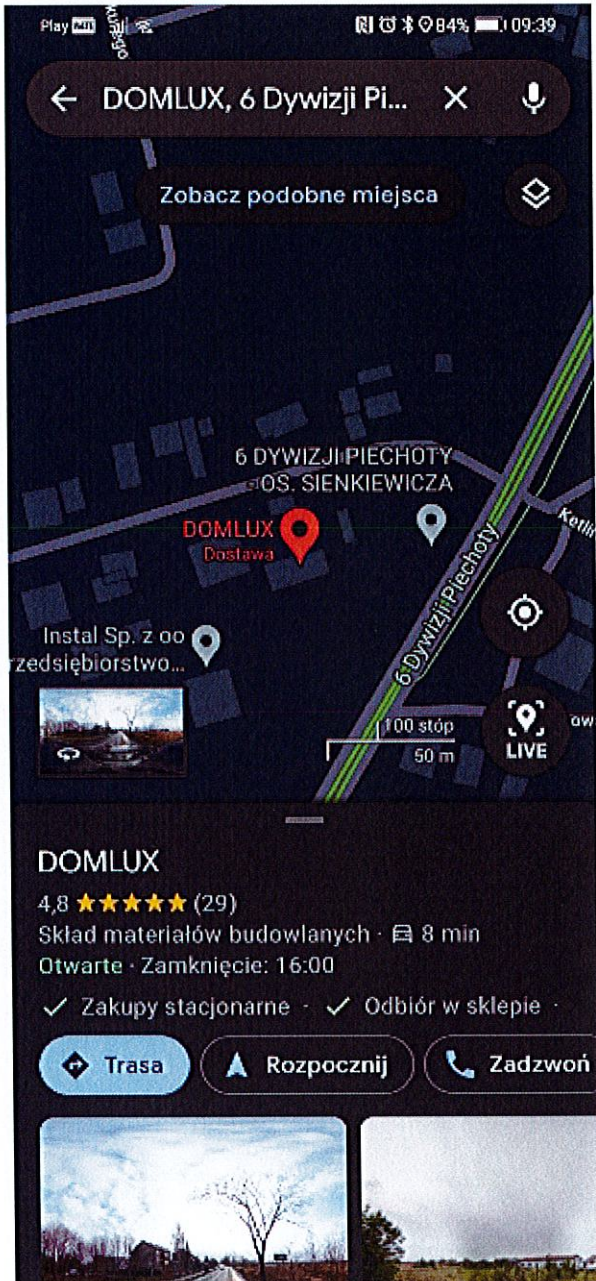 Play
84% 09:39
DOMLUX, 6 Dywizji Pi...
Zobacz podobne miejsca
6 DYWIZJI PIECHOTY
OS. SIENKIEWICZA
DOMLUX
Dostawa
6 Dywizji Piechoty
Instal Sp. z oo
rzedsiębiorstwo...
100 stóp
50 m
LIVE
DOMLUX
4,8 (29)
Skład materiałów budowlanych · 8 min
Otwarte · Zamknięcie: 16:00
Zakupy stacjonarne · Odbiór w sklepie ·
Trasa
Rozpocznij
Zadzwoń